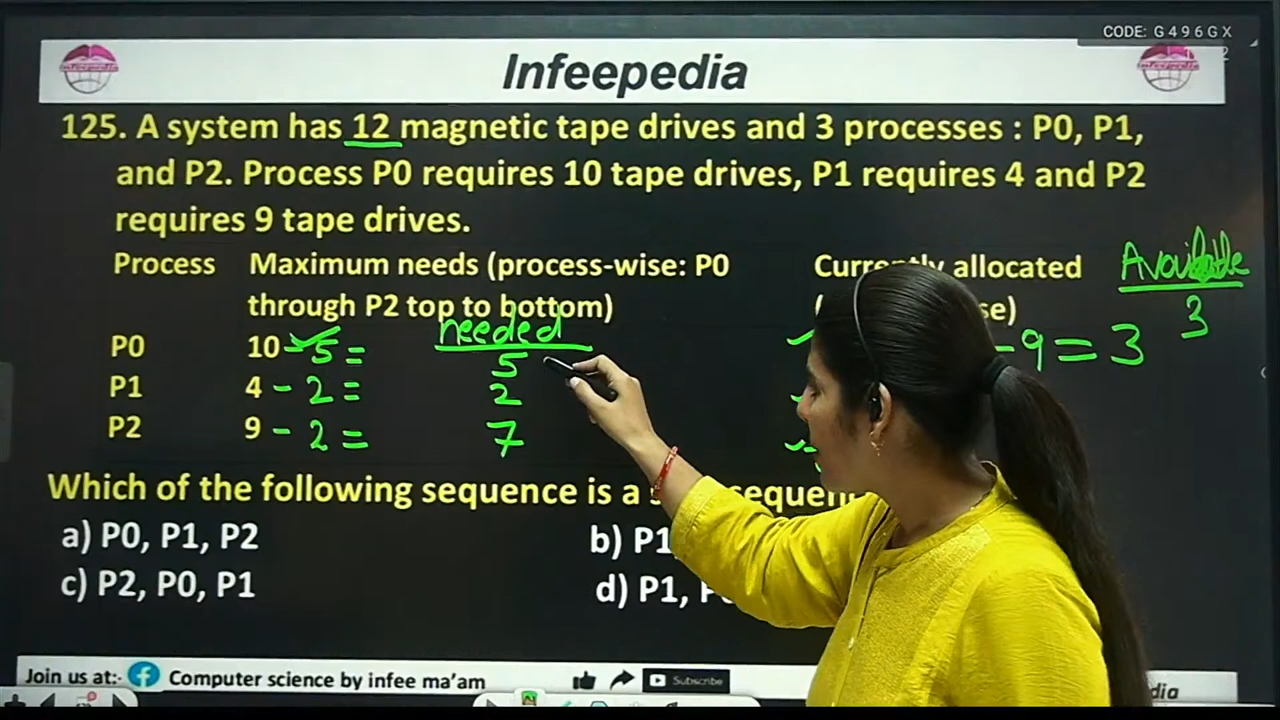 CODE: G496GX
Infeepedia
125. A system has 12 magnetic tape drives and 3 processes : P0, P1,
and P2. Process P0 requires 10 tape drives, P1 requires 4 and P2
requires 9 tape drives.
Process Maximum needs (process-wise: P0 Currently allocated Available
through P2 top to bottom) 3
needed
P0 10 - 5 = 5 - 9 = 3
P1 4 - 2 = 2
P2 9 - 2 = 7
Which of the following sequence is a
a) P0, P1, P2 b) P1
c) P2, P0, P1 d) P1,
Join us at:- Computer science by infee ma'am Subscribe